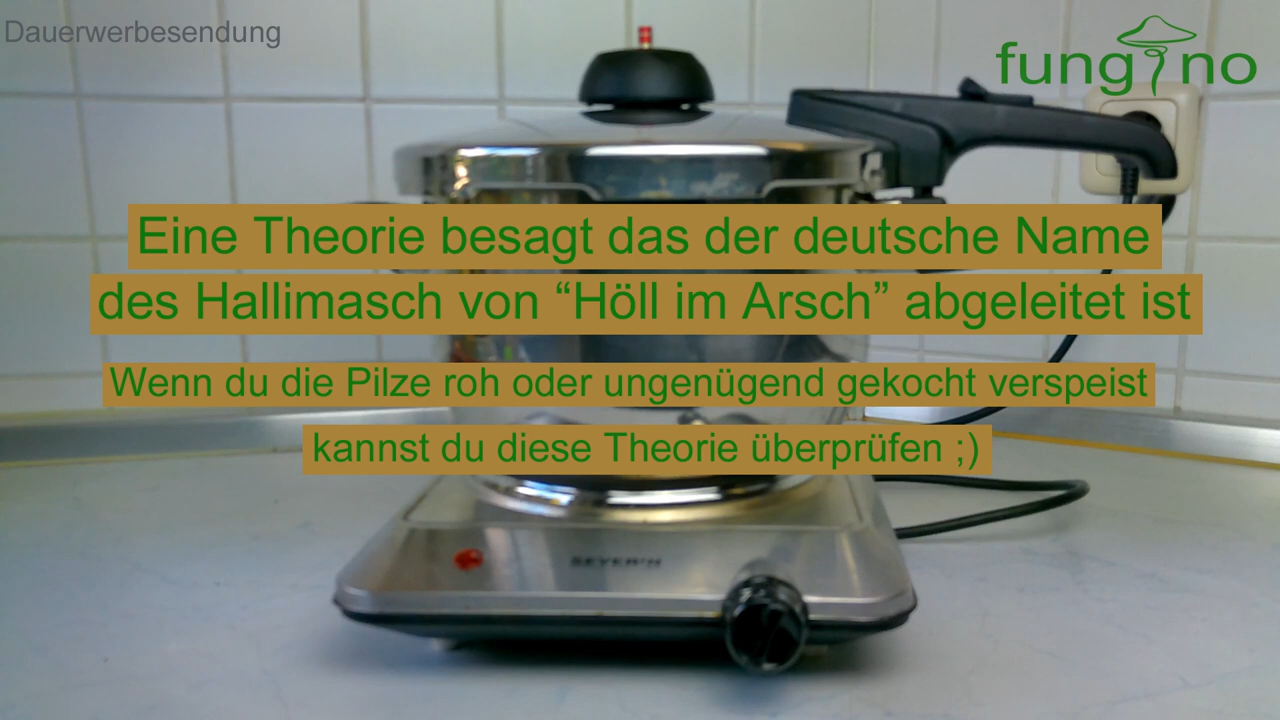 Dauerwerbesendung
fungino
Eine Theorie besagt das der deutsche Name
des Hallimasch von “Höll im Arsch” abgeleitet ist
Wenn du die Pilze roh oder ungenügend gekocht verspeist
kannst du diese Theorie überprüfen ;)
SEVERIN